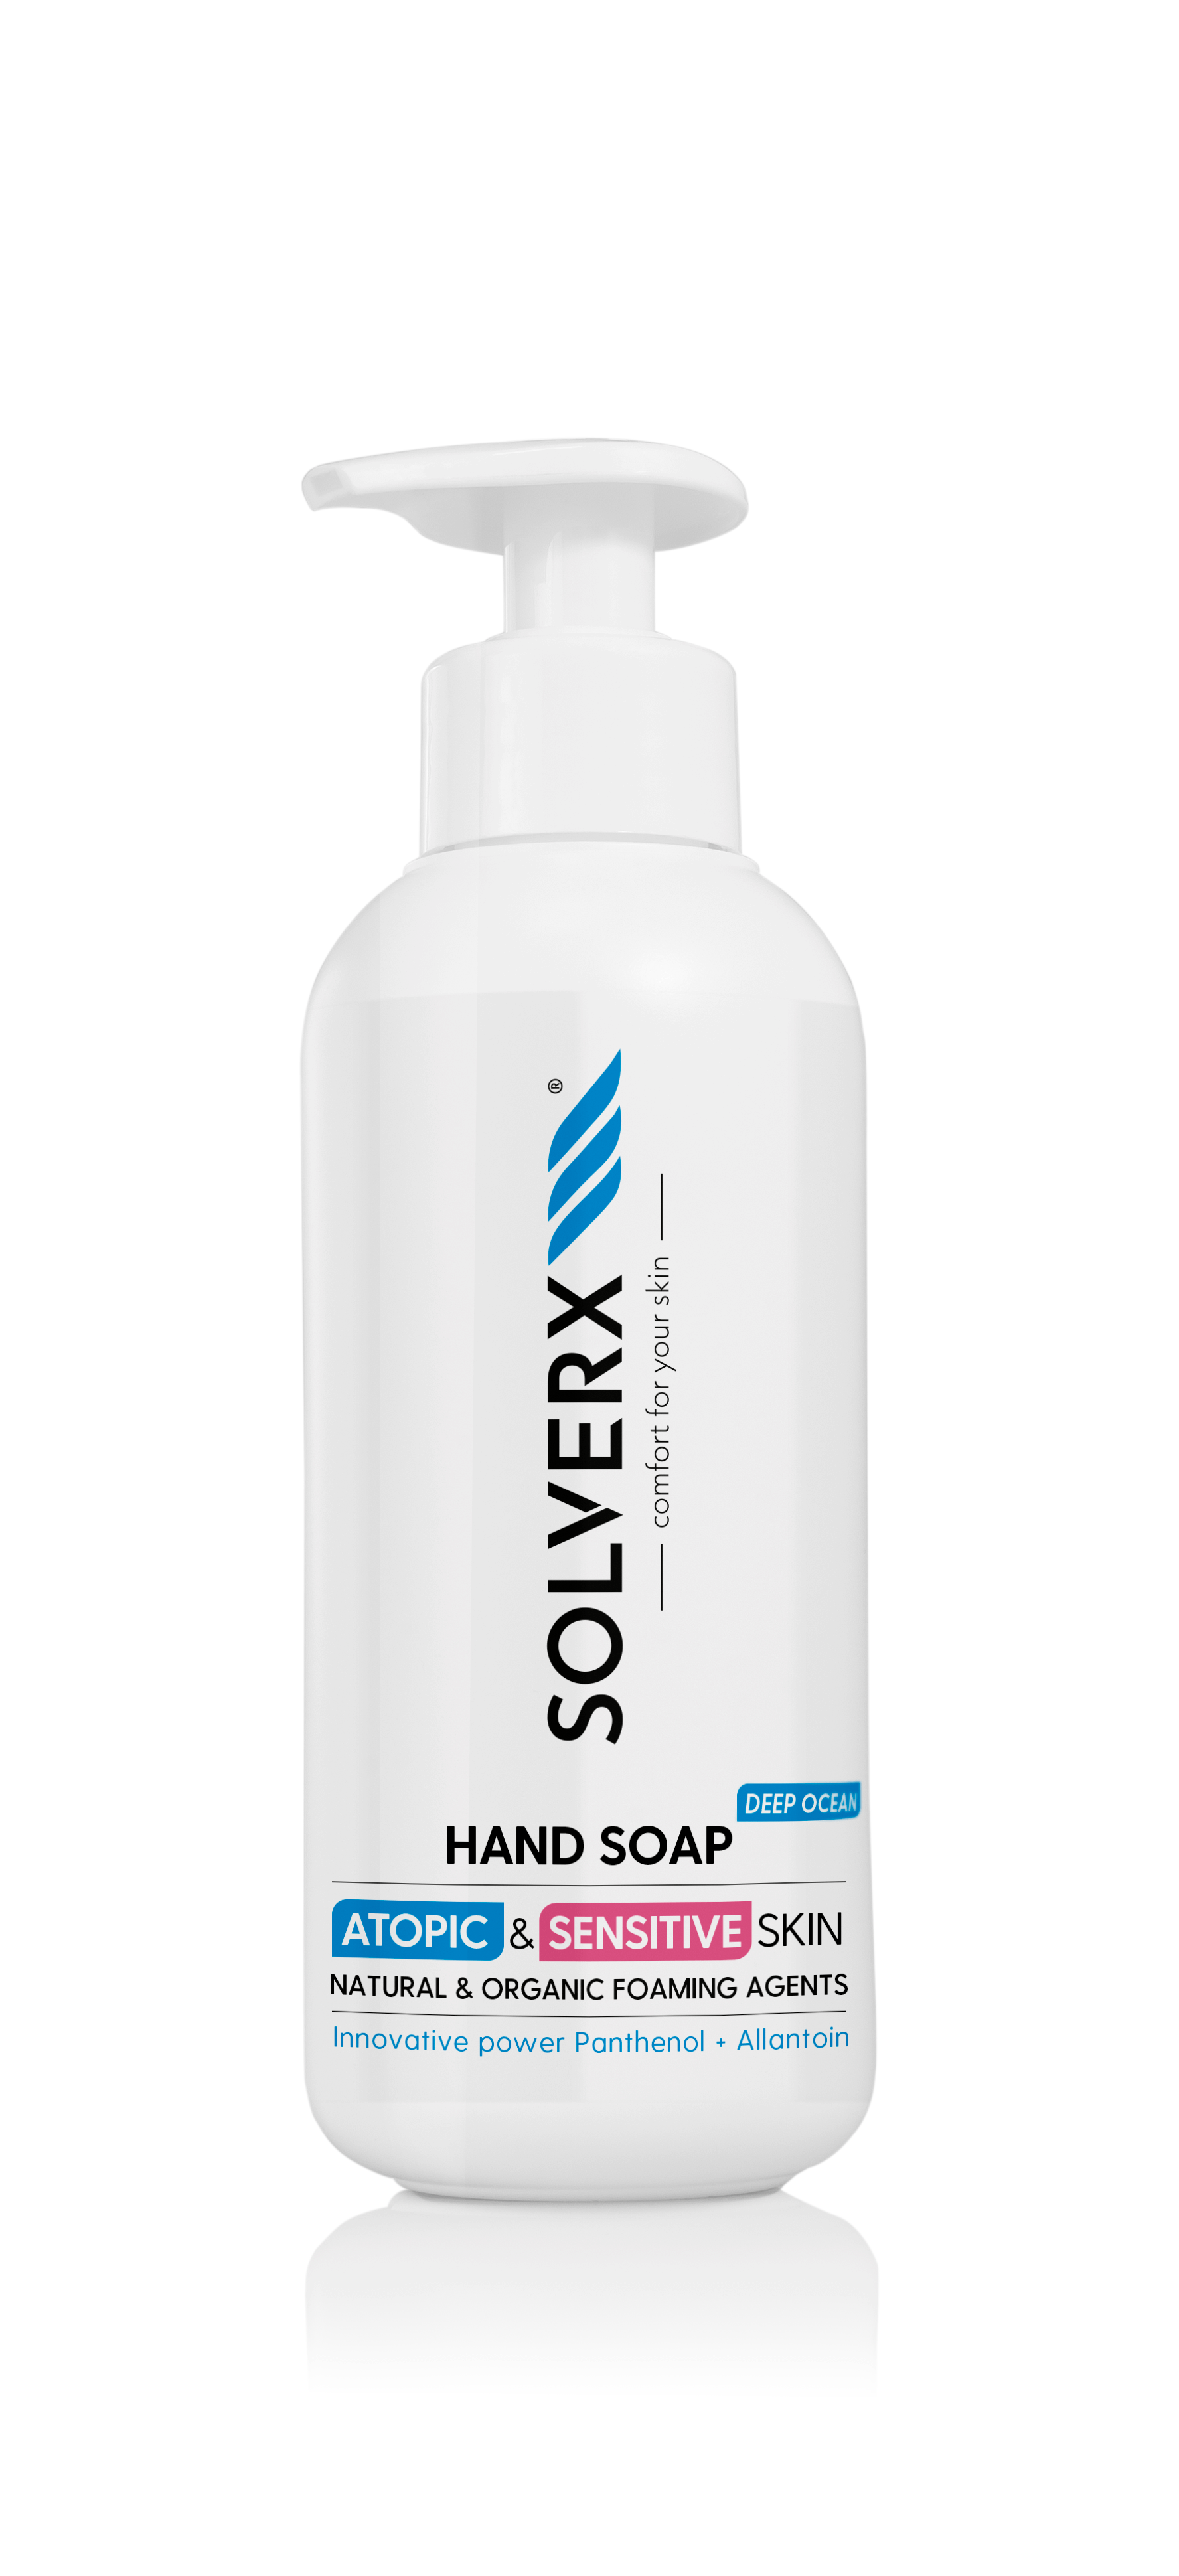 SOLVERX®
comfort for your skin
DEEP OCEAN
HAND SOAP
ATOPIC & SENSITIVE SKIN
NATURAL & ORGANIC FOAMING AGENTS
Innovative power Panthenol + Allantoin